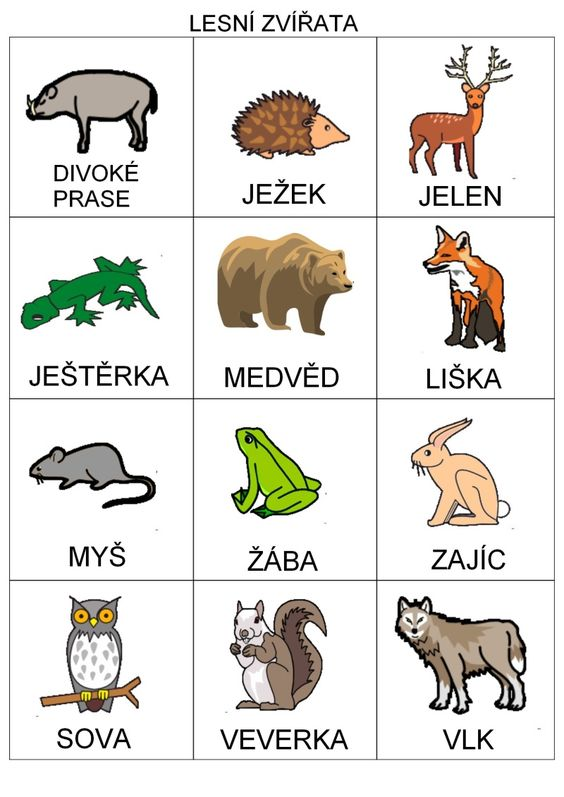 LESNÍ ZVÍŘATA
DIVOKÉ
PRASE
JEŽEK
JELEN
JEŠTĚRKA
MEDVĚD
LIŠKA
MYŠ
ŽÁBA
ZAJÍC
SOVA
VEVERKA
VLK